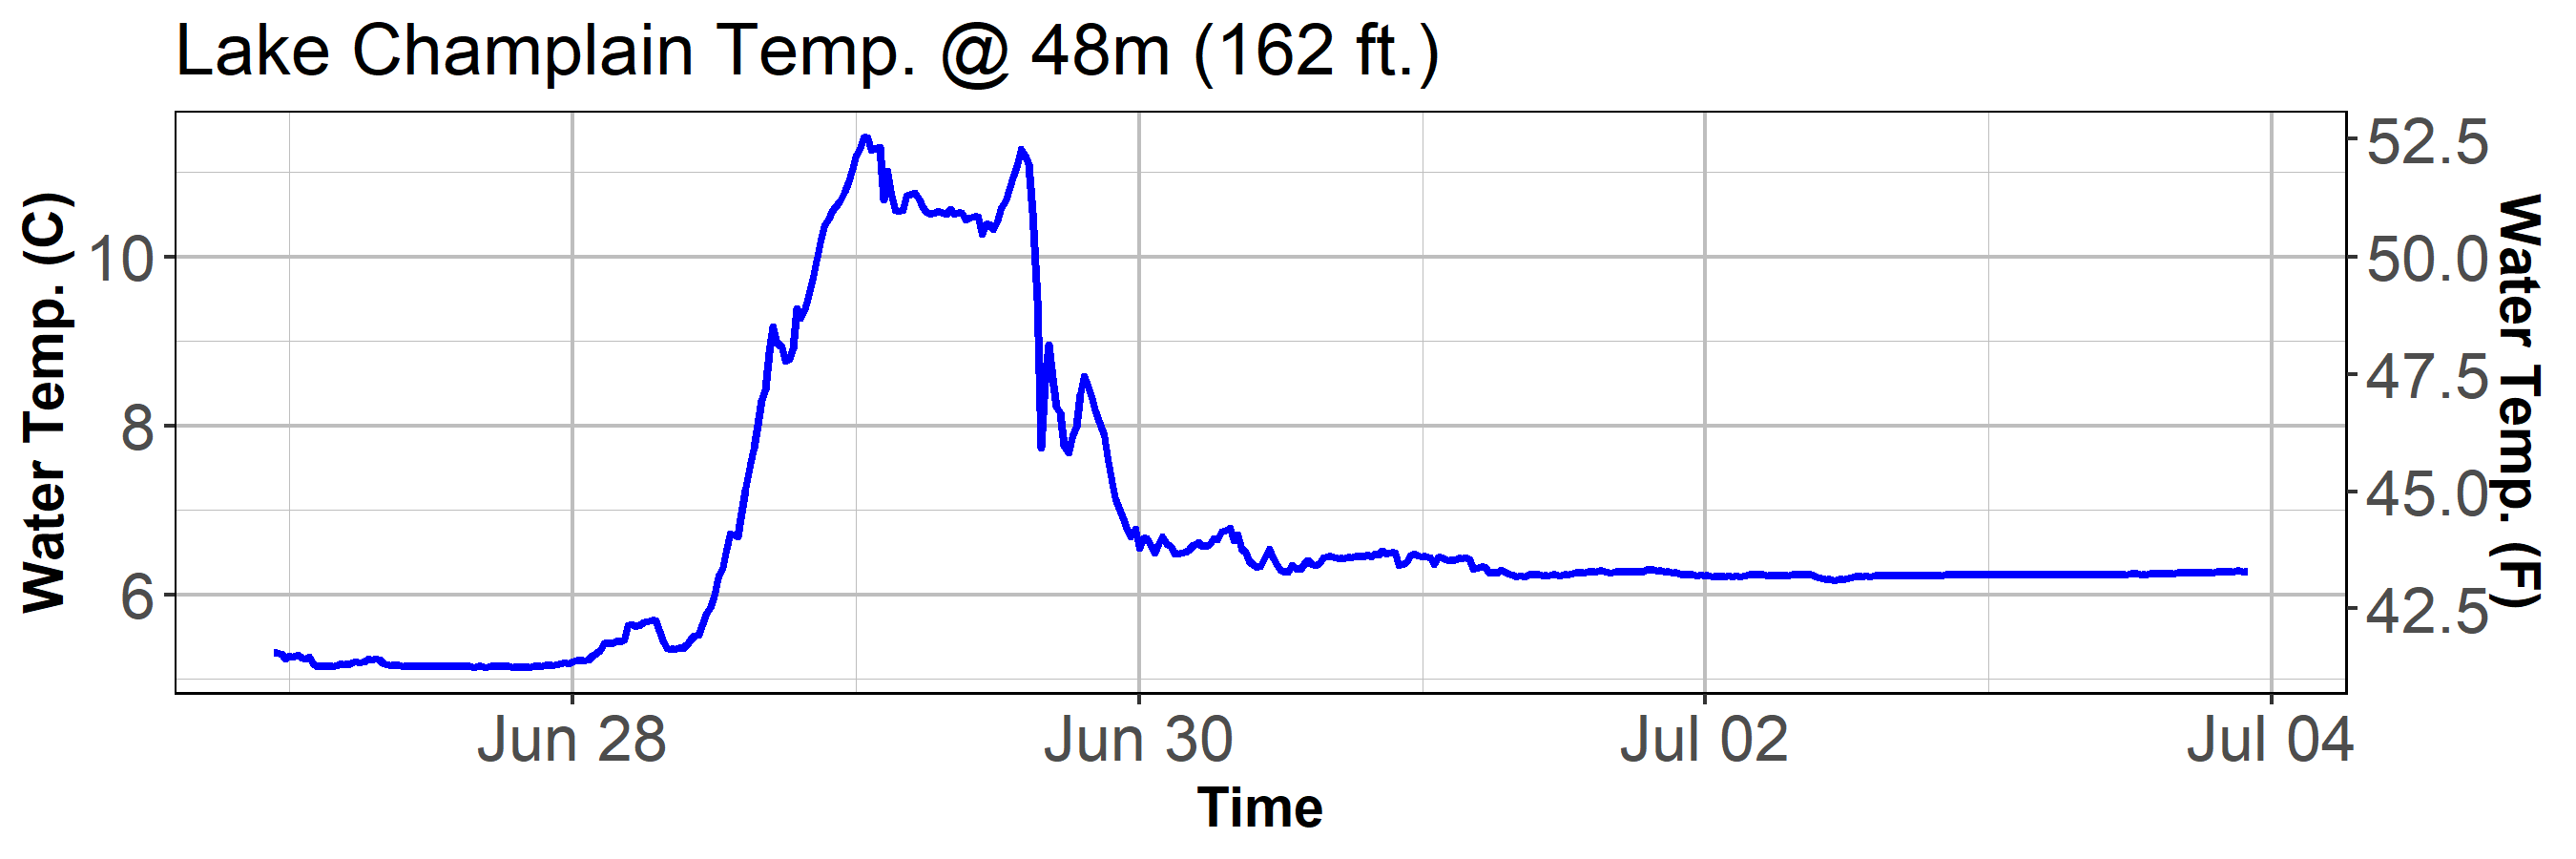 Lake Champlain Temp. @ 48m (162 ft.)
Water Temp. (C)
10
8
6
52.5
50.0
47.5
45.0
42.5
Water Temp. (F)
Jun 28
Jun 30
Jul 02
Jul 04
Time